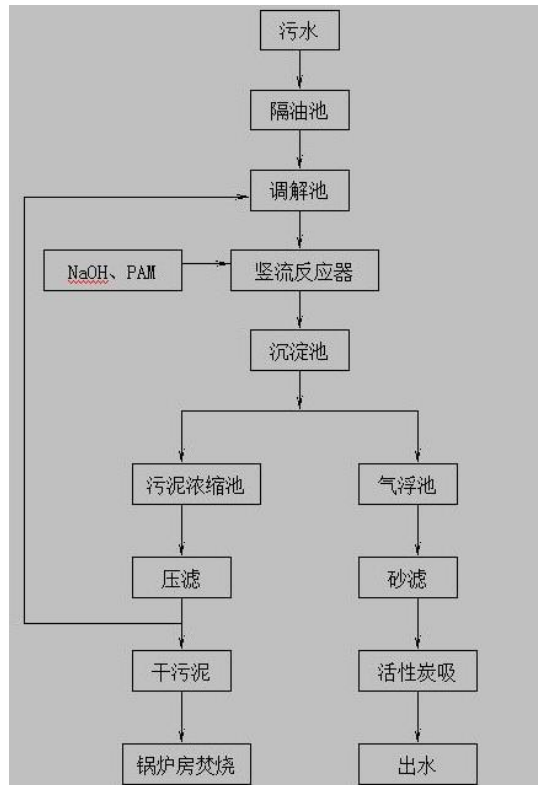 污水
隔油池
调解池
NaOH、PAM
竖流反应器
沉淀池
污泥浓缩池
气浮池
压滤
砂滤
干污泥
活性炭吸
锅炉房焚烧
出水